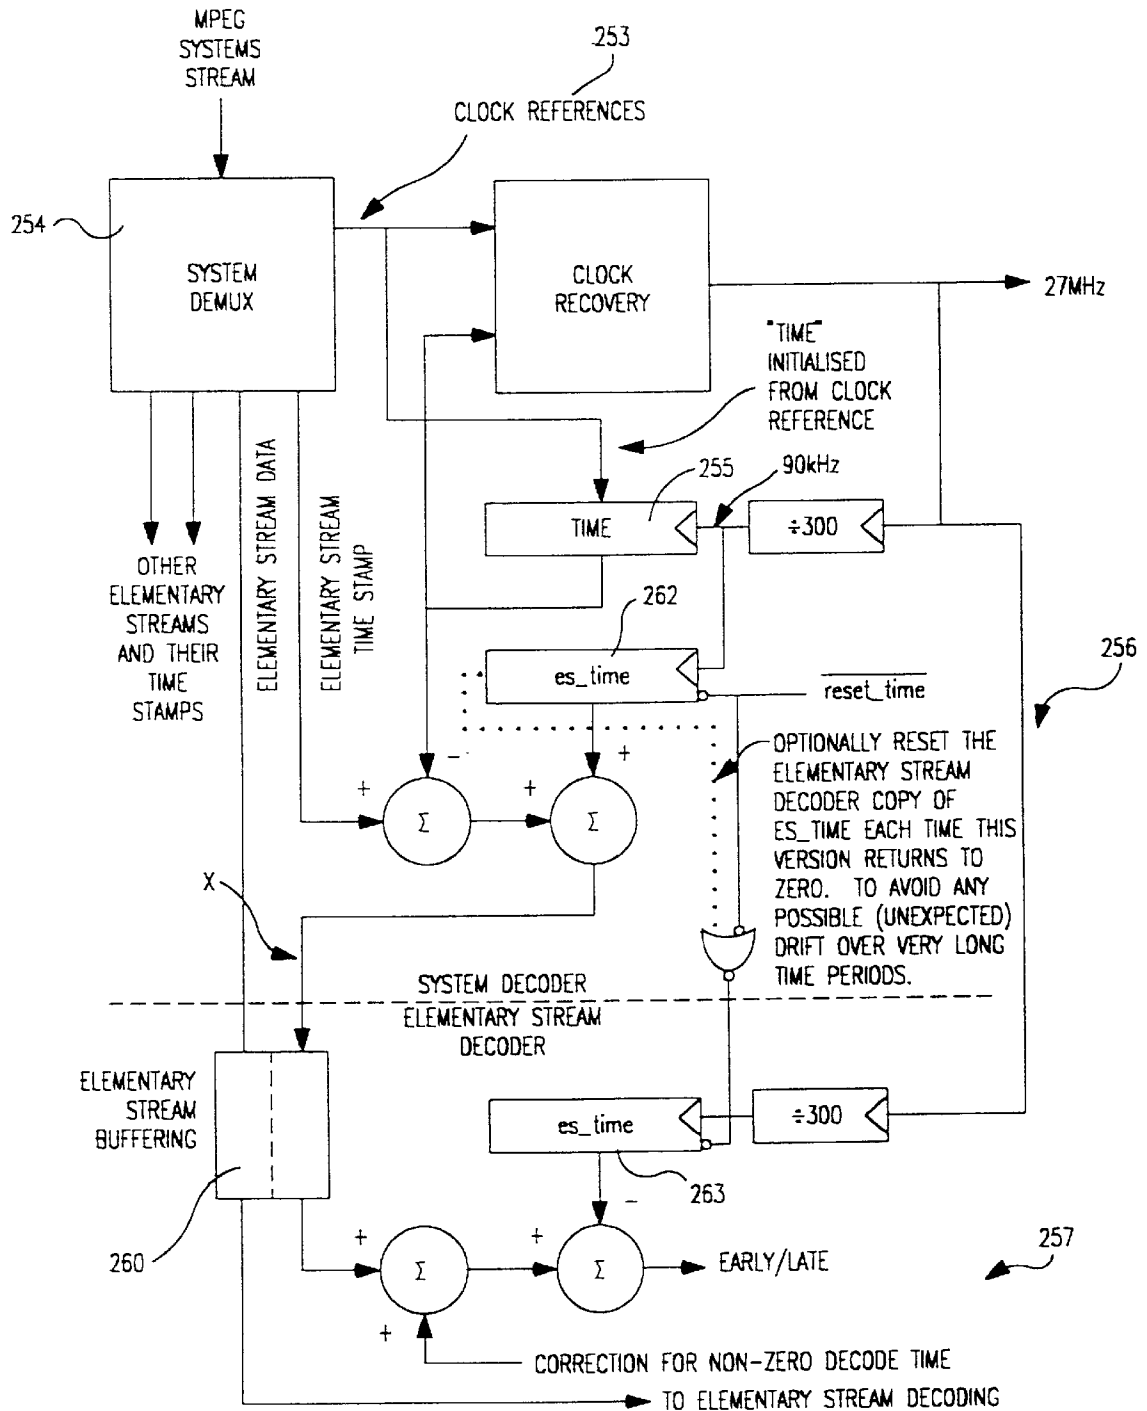 MPEG
SYSTEMS
STREAM
253
CLOCK REFERENCES
254
SYSTEM
DEMUX
CLOCK
RECOVERY
27MHz
"TIME"
INITIALISED
FROM CLOCK
REFERENCE
255
90kHz
TIME
÷300
OTHER
ELEMENTARY
STREAMS
AND THEIR
TIME
STAMPS
ELEMENTARY STREAM DATA
ELEMENTARY STREAM
TIME STAMP
262
es_time
reset_time
256
OPTIONALLY RESET THE
ELEMENTARY STREAM
DECODER COPY OF
ES_TIME EACH TIME THIS
VERSION RETURNS TO
ZERO. TO AVOID ANY
POSSIBLE (UNEXPECTED)
DRIFT OVER VERY LONG
TIME PERIODS.
−
+
+
+
Σ
Σ
X
SYSTEM DECODER
ELEMENTARY STREAM
DECODER
ELEMENTARY
STREAM
BUFFERING
es_time
÷300
263
−
260
+
+
Σ
Σ
EARLY/LATE
257
+
CORRECTION FOR NON-ZERO DECODE TIME
TO ELEMENTARY STREAM DECODING